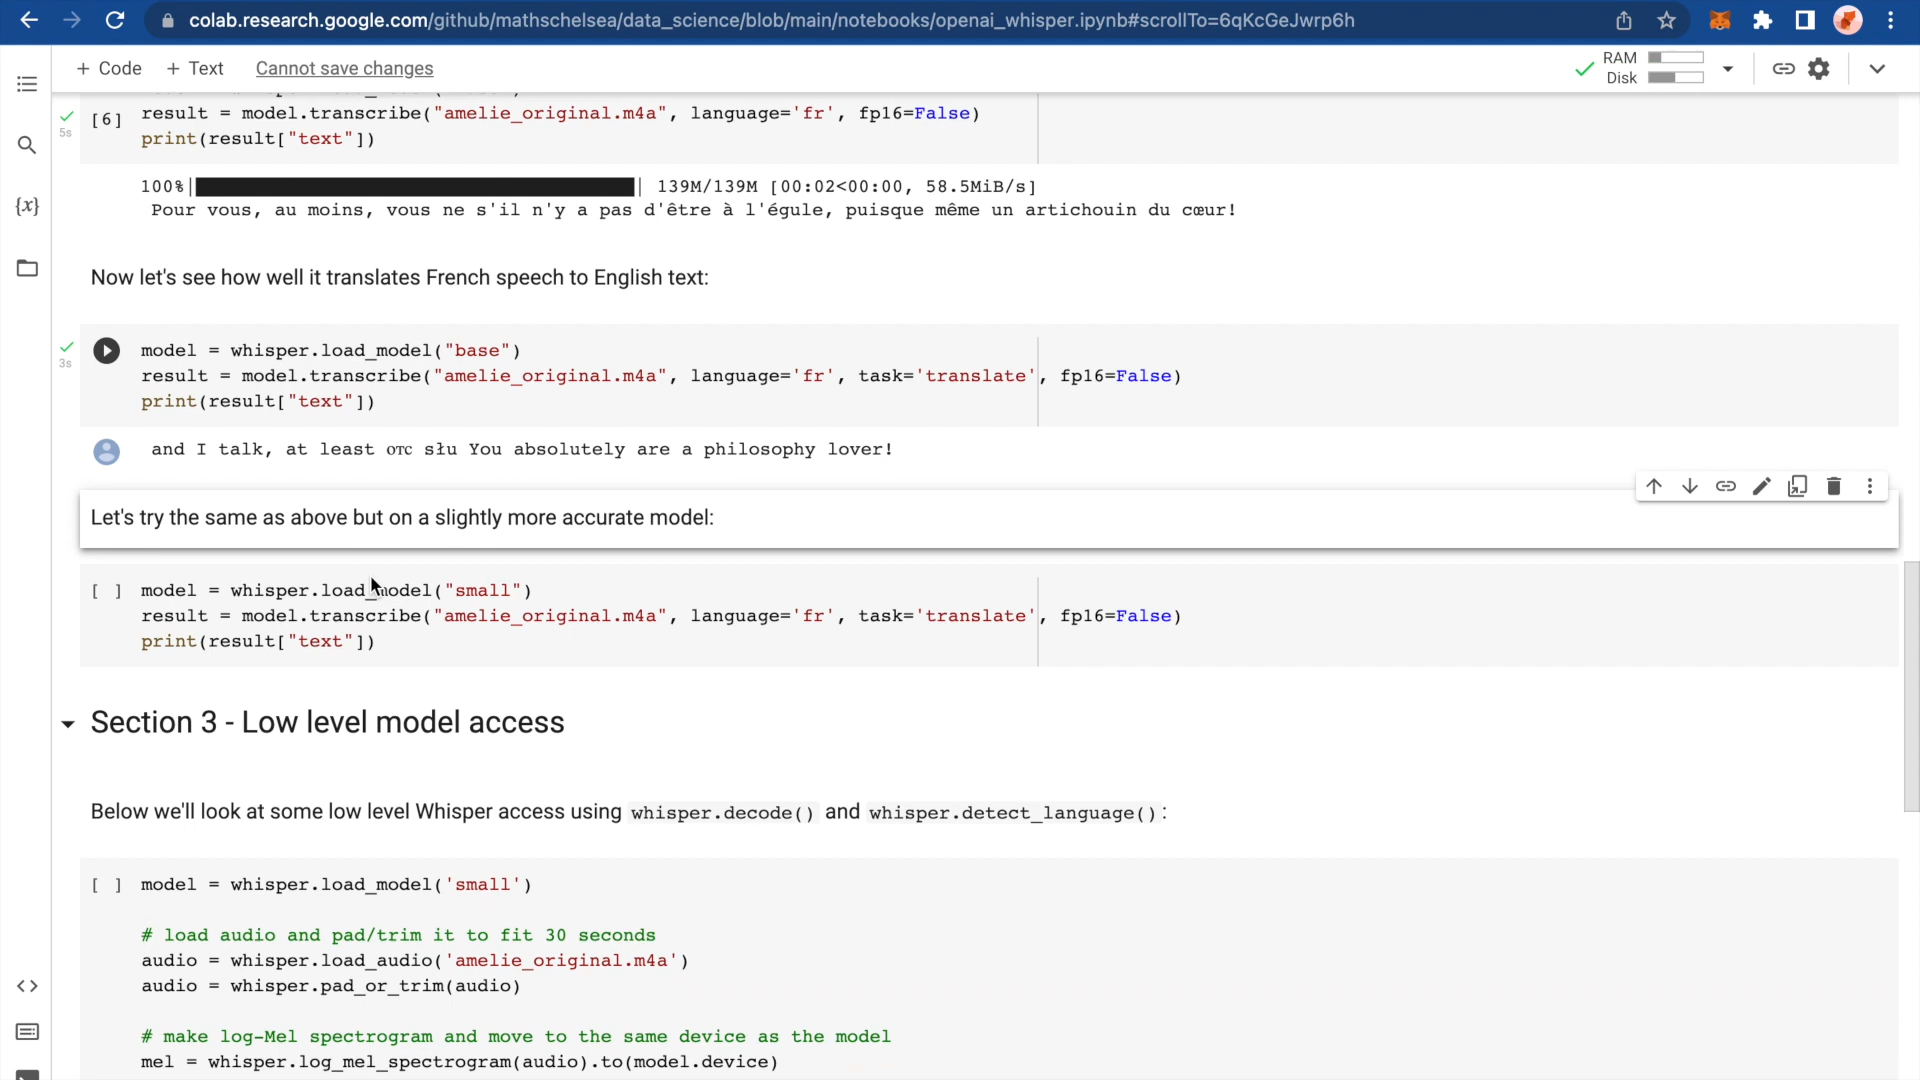 colab.research.google.com/github/mathschelsea/data_science/blob/main/notebooks/openai_whisper.ipynb#scrollTo=6qKcGeJwrp6h
+ Code + Text Cannot save changes
RAM
Disk
5s
[6] result = model.transcribe("amelie_original.m4a", language='fr', fp16=False)
print(result["text"])
100%| | 139M/139M [00:02<00:00, 58.5MiB/s]
Pour vous, au moins, vous ne s'il n'y a pas d'être à l'égule, puisque même un artichouin du cœur!
Now let's see how well it translates French speech to English text:
3s
model = whisper.load_model("base")
result = model.transcribe("amelie_original.m4a", language='fr', task='translate', fp16=False)
print(result["text"])
and I talk, at least отс słu You absolutely are a philosophy lover!
Let's try the same as above but on a slightly more accurate model:
[ ] model = whisper.load_model("small")
result = model.transcribe("amelie_original.m4a", language='fr', task='translate', fp16=False)
print(result["text"])
Section 3 - Low level model access
Below we'll look at some low level Whisper access using whisper.decode() and whisper.detect_language():
[ ] model = whisper.load_model('small')
# load audio and pad/trim it to fit 30 seconds
audio = whisper.load_audio('amelie_original.m4a')
audio = whisper.pad_or_trim(audio)
# make log-Mel spectrogram and move to the same device as the model
mel = whisper.log_mel_spectrogram(audio).to(model.device)